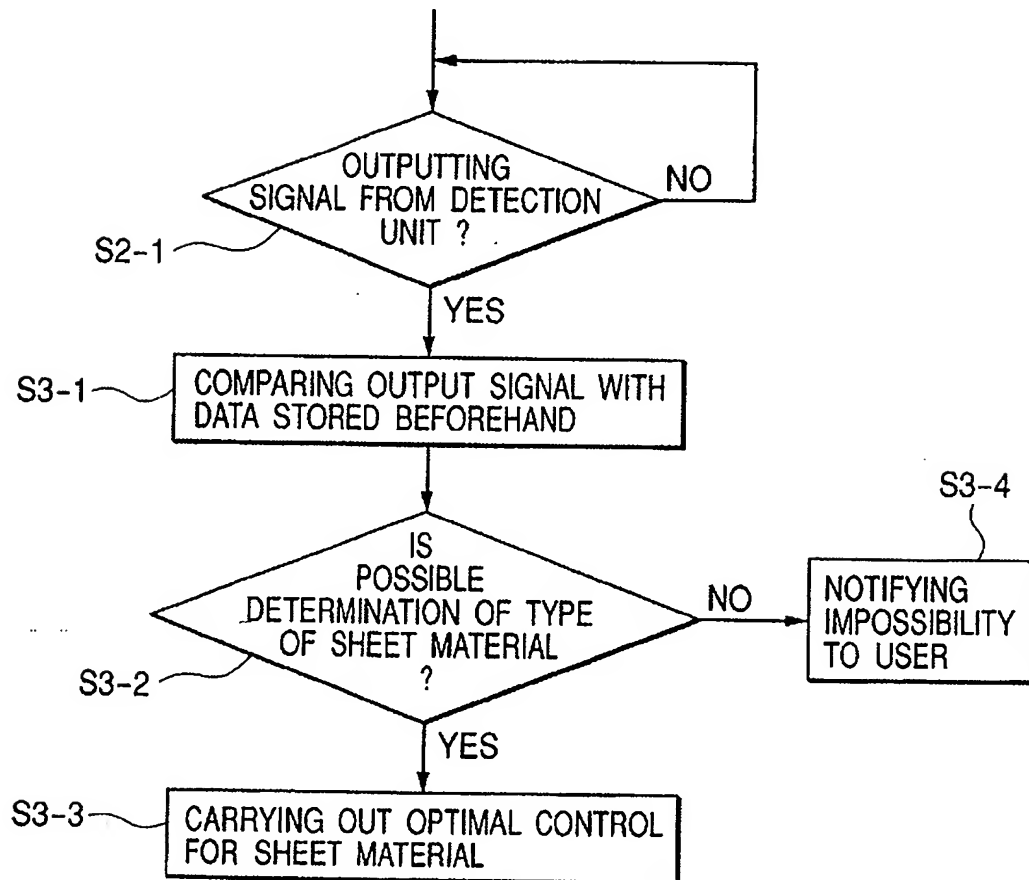 OUTPUTTING
SIGNAL FROM DETECTION
UNIT ?
NO
S2-1
YES
S3-1
COMPARING OUTPUT SIGNAL WITH
DATA STORED BEFOREHAND
S3-4
IS
POSSIBLE
DETERMINATION OF TYPE
OF SHEET MATERIAL
?
NO
NOTIFYING
IMPOSSIBILITY
TO USER
S3-2
YES
S3-3
CARRYING OUT OPTIMAL CONTROL
FOR SHEET MATERIAL